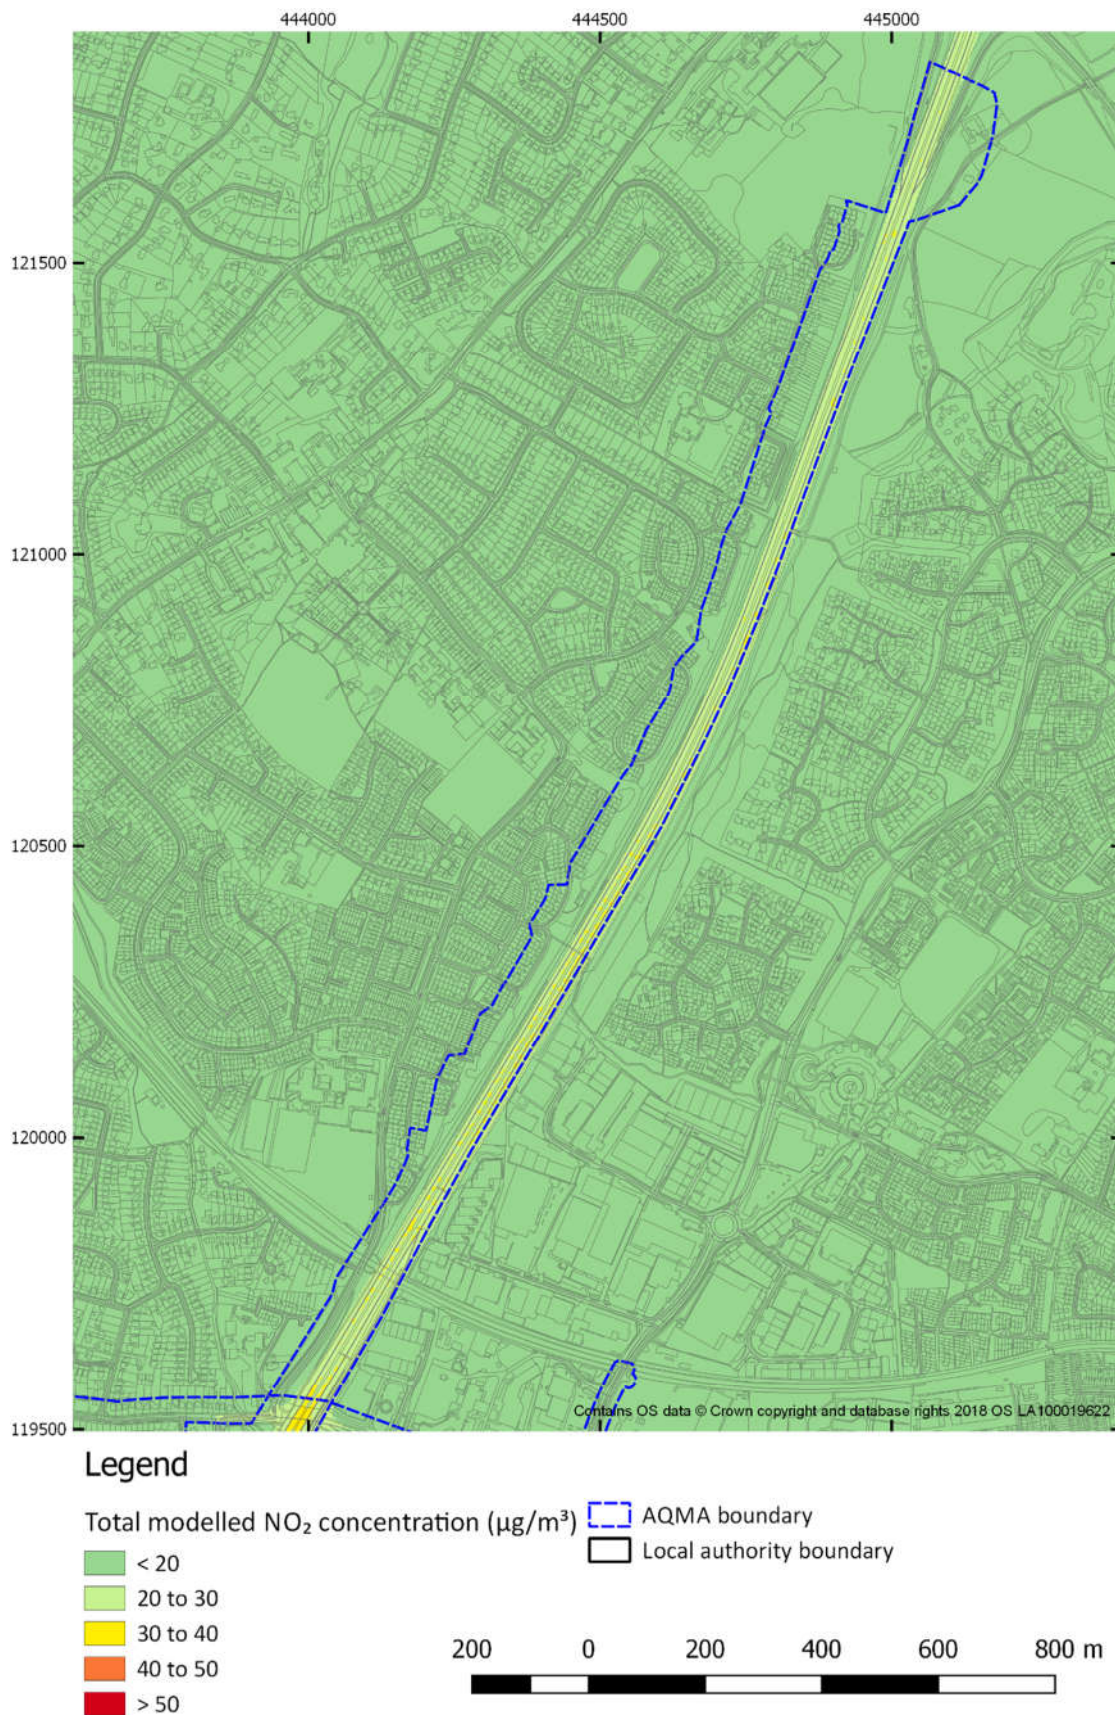 444000 444500 445000
121500
121000
120500
120000
119500
Contains OS data © Crown copyright and database rights 2018 OS LA100019622
Legend
Total modelled NO₂ concentration (µg/m³)
< 20
20 to 30
30 to 40
40 to 50
> 50
AQMA boundary
Local authority boundary
200 0 200 400 600 800 m